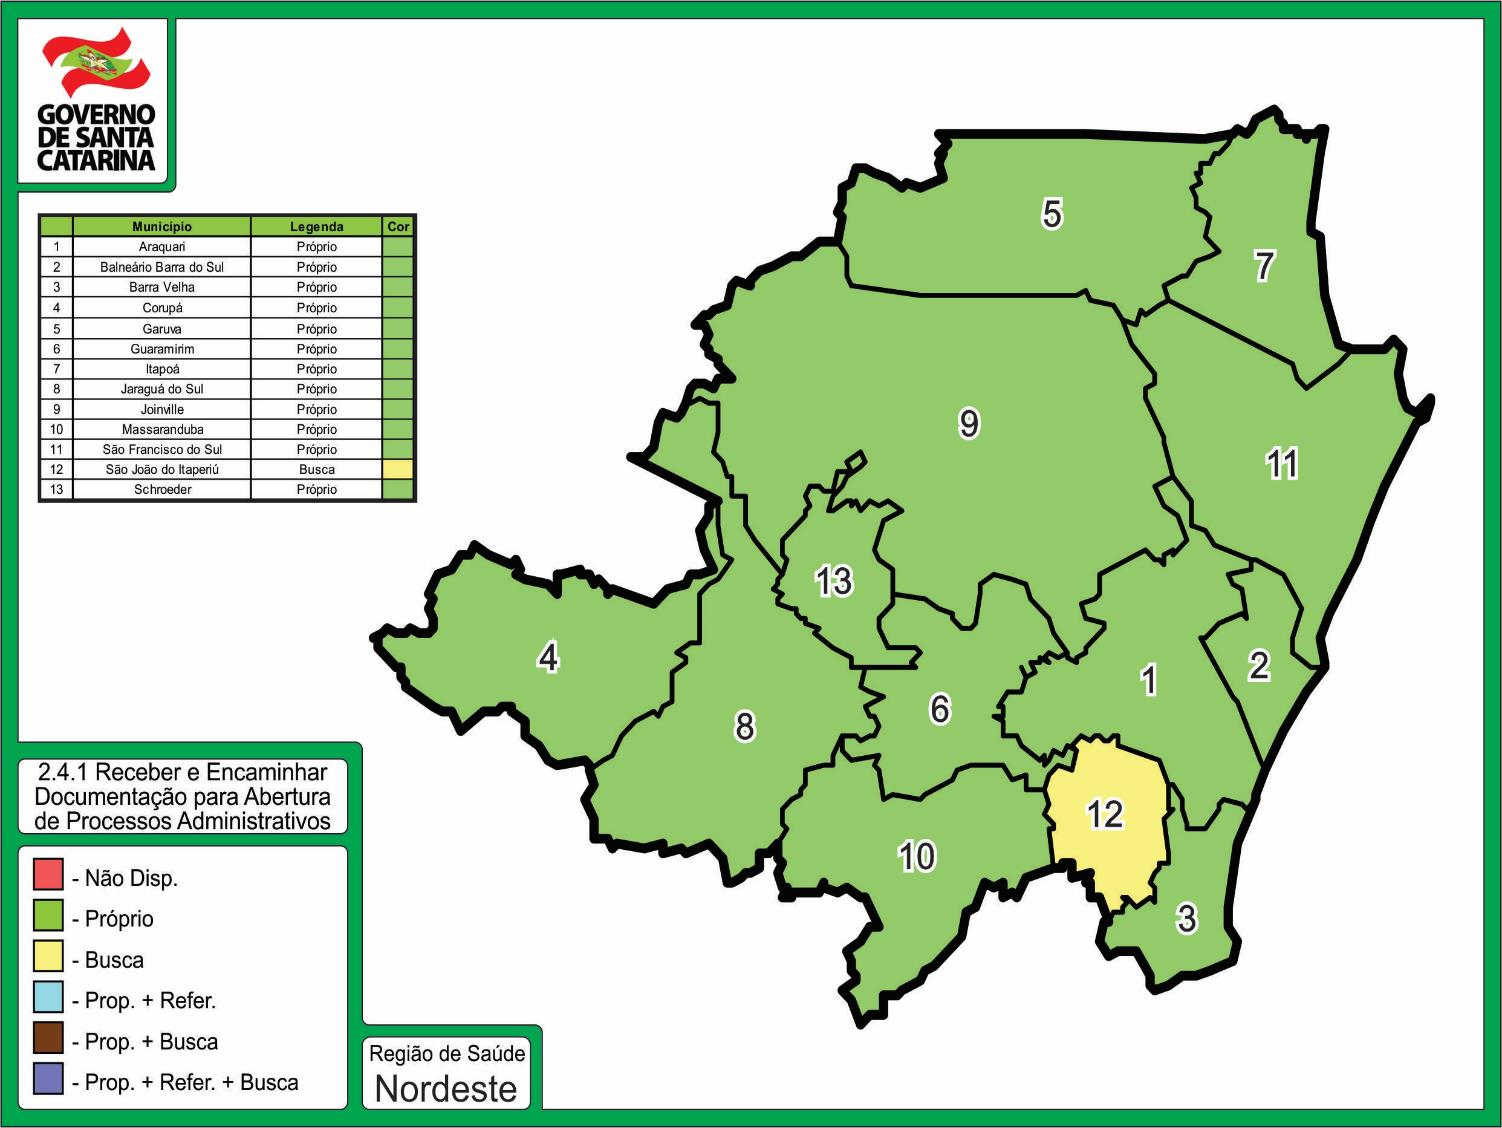 GOVERNO
DE SANTA
CATARINA
Município Legenda Cor
1 Araquari Próprio
2 Balneário Barra do Sul Próprio
3 Barra Velha Próprio
4 Corupá Próprio
5 Garuva Próprio
6 Guaramirim Próprio
7 Itapoá Próprio
8 Jaraguá do Sul Próprio
9 Joinville Próprio
10 Massaranduba Próprio
11 São Francisco do Sul Próprio
12 São João do Itaperiú Busca
13 Schroeder Próprio
5
7
9
11
13
4
2
1
6
8
12
10
3
2.4.1 Receber e Encaminhar
Documentação para Abertura
de Processos Administrativos
- Não Disp.
- Próprio
- Busca
- Prop. + Refer.
- Prop. + Busca
- Prop. + Refer. + Busca
Região de Saúde
Nordeste